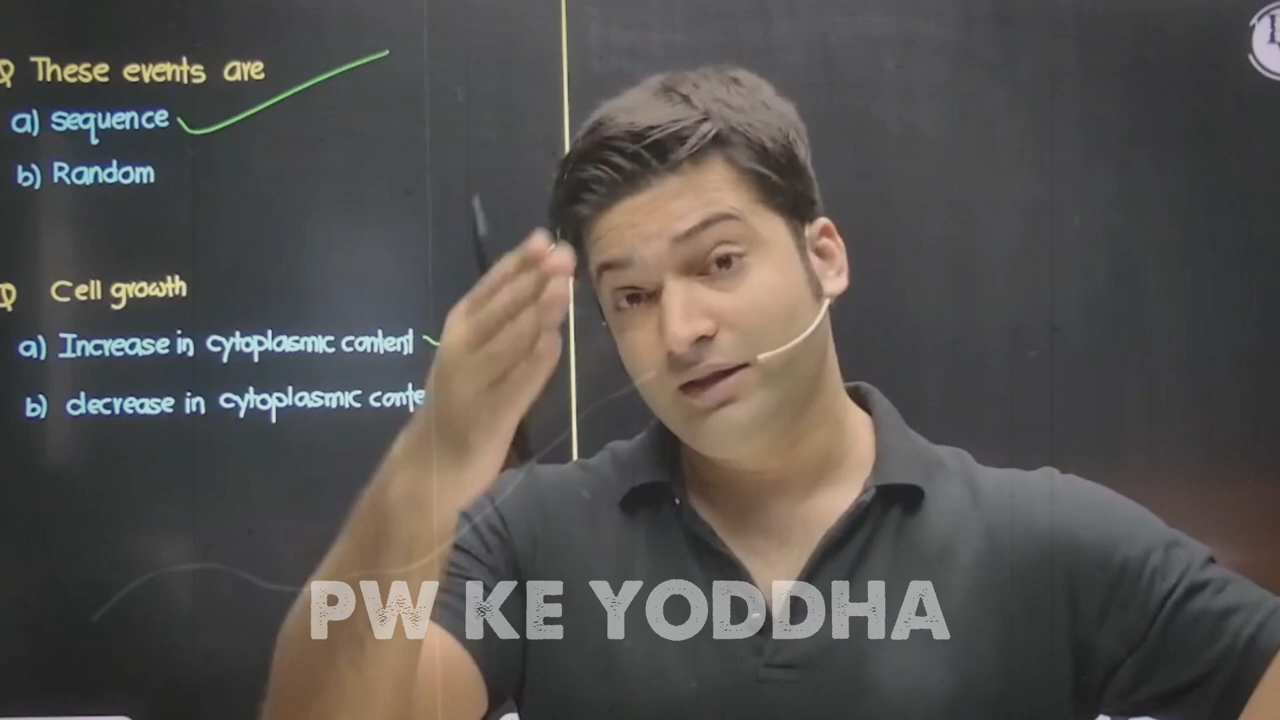 Q These events are
a) sequence
b) Random
Q Cell growth
a) Increase in cytoplasmic content
b) decrease in cytoplasmic conte
PW KE YODDHA